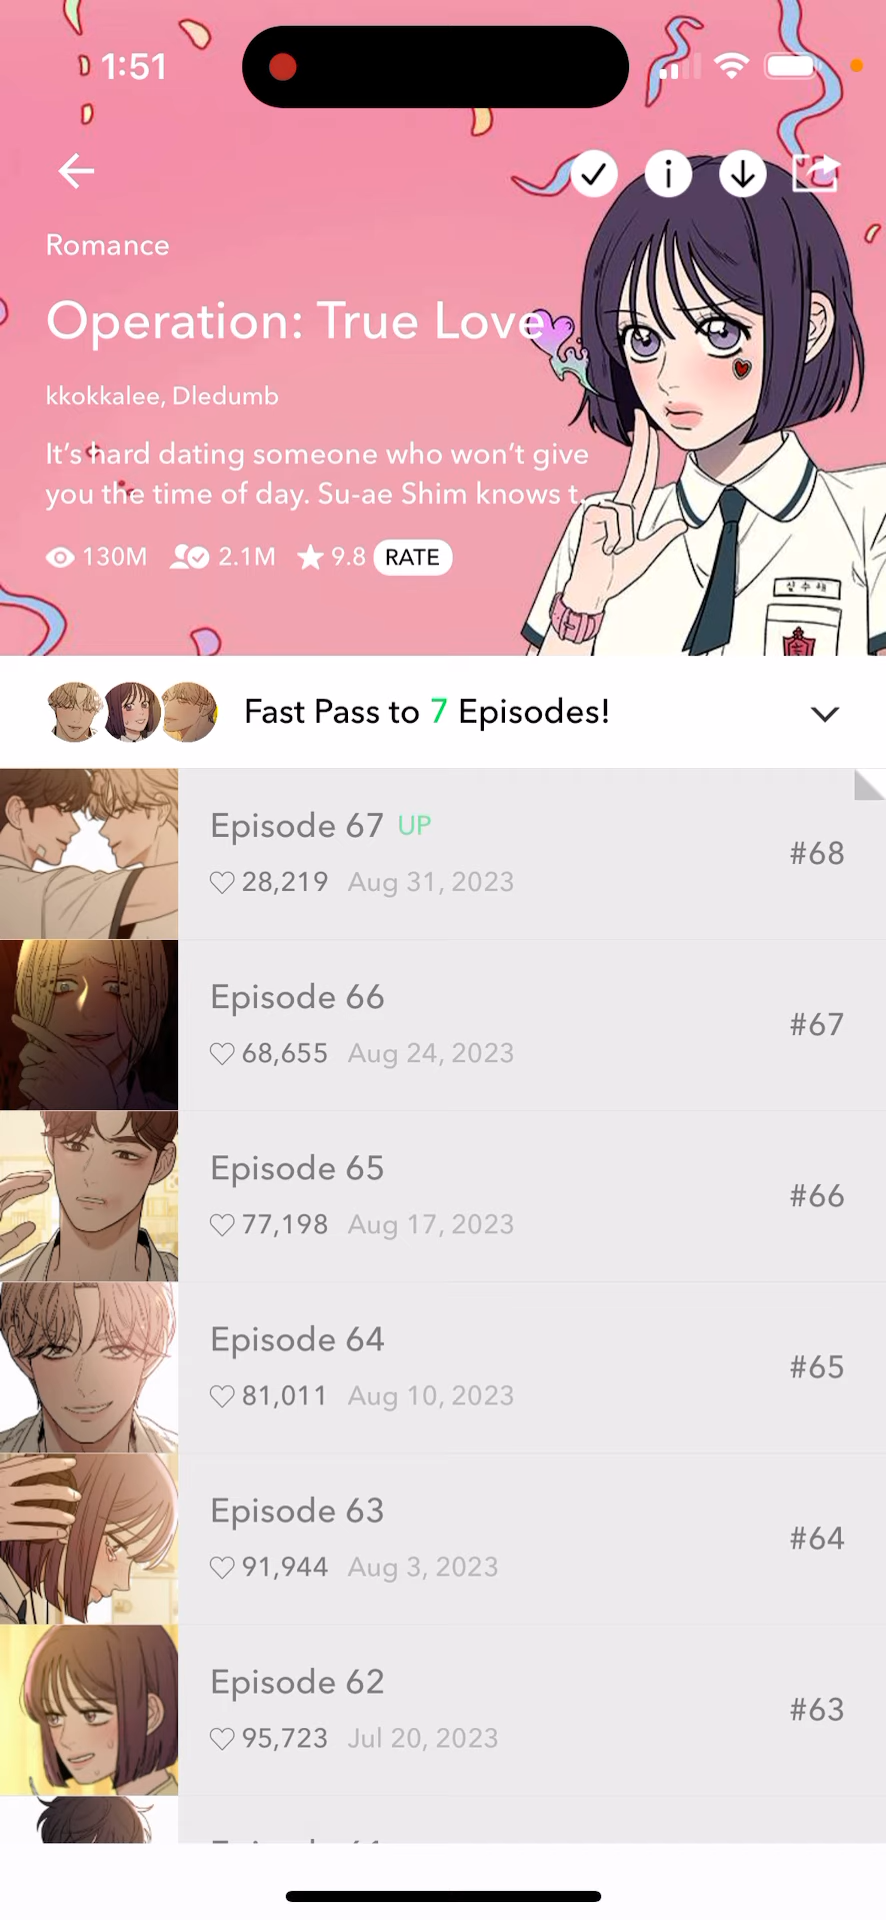 1:51
Romance
Operation: True Love
kkokkalee, Dledumb
It's hard dating someone who won't give
you the time of day. Su-ae Shim knows t...
130M 2.1M 9.8 RATE
심수애
Fast Pass to 7 Episodes!
Episode 67 UP
28,219 Aug 31, 2023
#68
Episode 66
68,655 Aug 24, 2023
#67
Episode 65
77,198 Aug 17, 2023
#66
Episode 64
81,011 Aug 10, 2023
#65
Episode 63
91,944 Aug 3, 2023
#64
Episode 62
95,723 Jul 20, 2023
#63